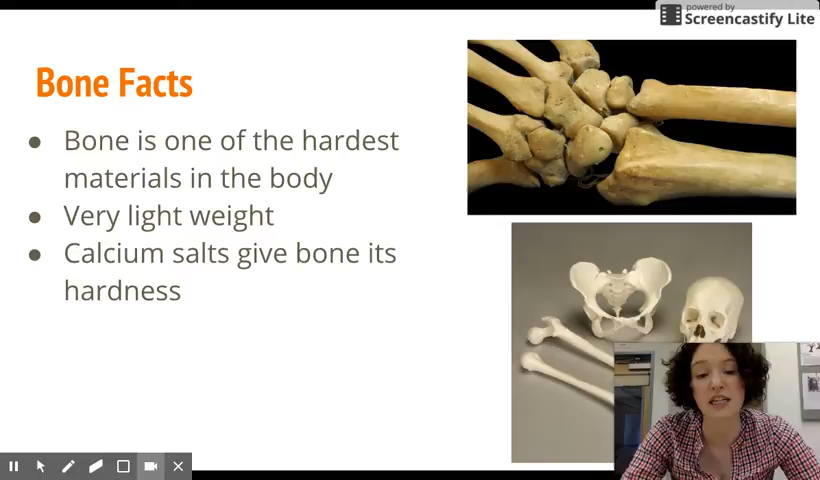 powered by
Screencastify Lite
Bone Facts
● Bone is one of the hardest
materials in the body
● Very light weight
● Calcium salts give bone its
hardness